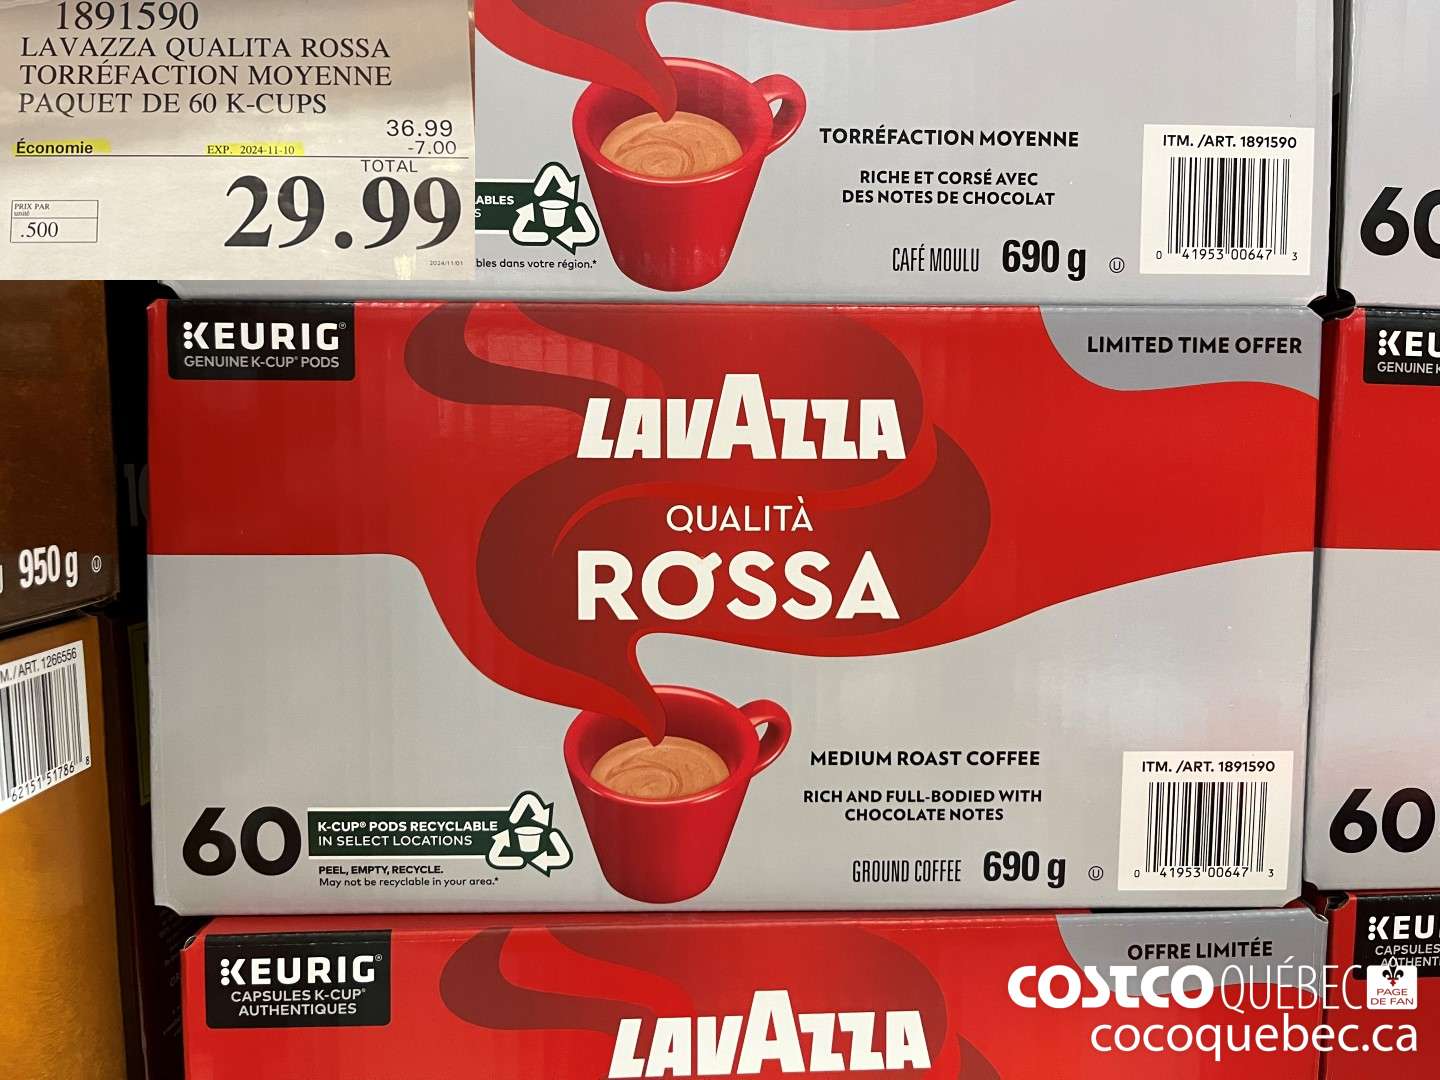 1891590
LAVAZZA QUALITA ROSSA
TORRÉFACTION MOYENNE
PAQUET DE 60 K-CUPS
36.99
Économie EXP. 2024-11-10 -7.00
TOTAL
29.99
PRIX PAR
unité
.500
2024/11/01
TORRÉFACTION MOYENNE
RICHE ET CORSÉ AVEC
DES NOTES DE CHOCOLAT
CAFÉ MOULU 690 g
ITM. /ART. 1891590
0 41953 00647 3
ABLES
S
bles dans votre région.*
60
KEURIG®
GENUINE K-CUP® PODS
LIMITED TIME OFFER
LAVAZZA
QUALITÀ
ROSSA
MEDIUM ROAST COFFEE
RICH AND FULL-BODIED WITH
CHOCOLATE NOTES
GROUND COFFEE 690 g
ITM. /ART. 1891590
0 41953 00647 3
60
K-CUP® PODS RECYCLABLE
IN SELECT LOCATIONS
PEEL, EMPTY, RECYCLE.
May not be recyclable in your area.*
KEU
GENUINE K
60
950 g
M./ART. 1266556
62151 51786 8
KEURIG®
CAPSULES K-CUP®
AUTHENTIQUES
OFFRE LIMITÉE
LAVAZZA
KEU
CAPSULES
AUTHENTI
COSTCO QUÉBEC
PAGE
DE FAN
cocoquebec.ca